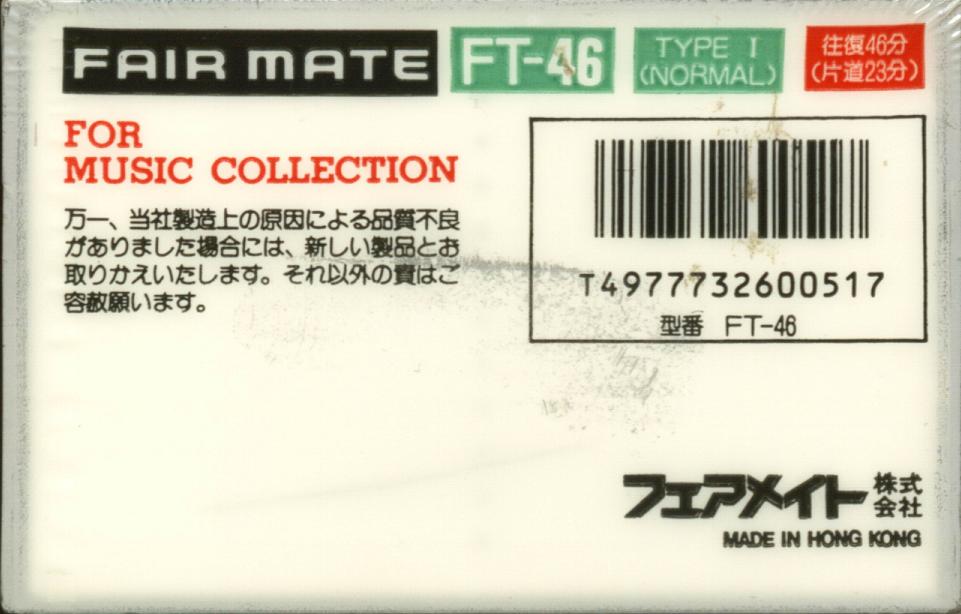 FAIR MATE FT-46 TYPE I 往復46分
(NORMAL) (片道23分)
FOR
MUSIC COLLECTION
万一、当社製造上の原因による品質不良
がありました場合には、新しい製品とお
取りかえいたします。それ以外の責はご
容赦願います。
T4977732600517
型番 FT-46
フェアメイト株式会社
MADE IN HONG KONG